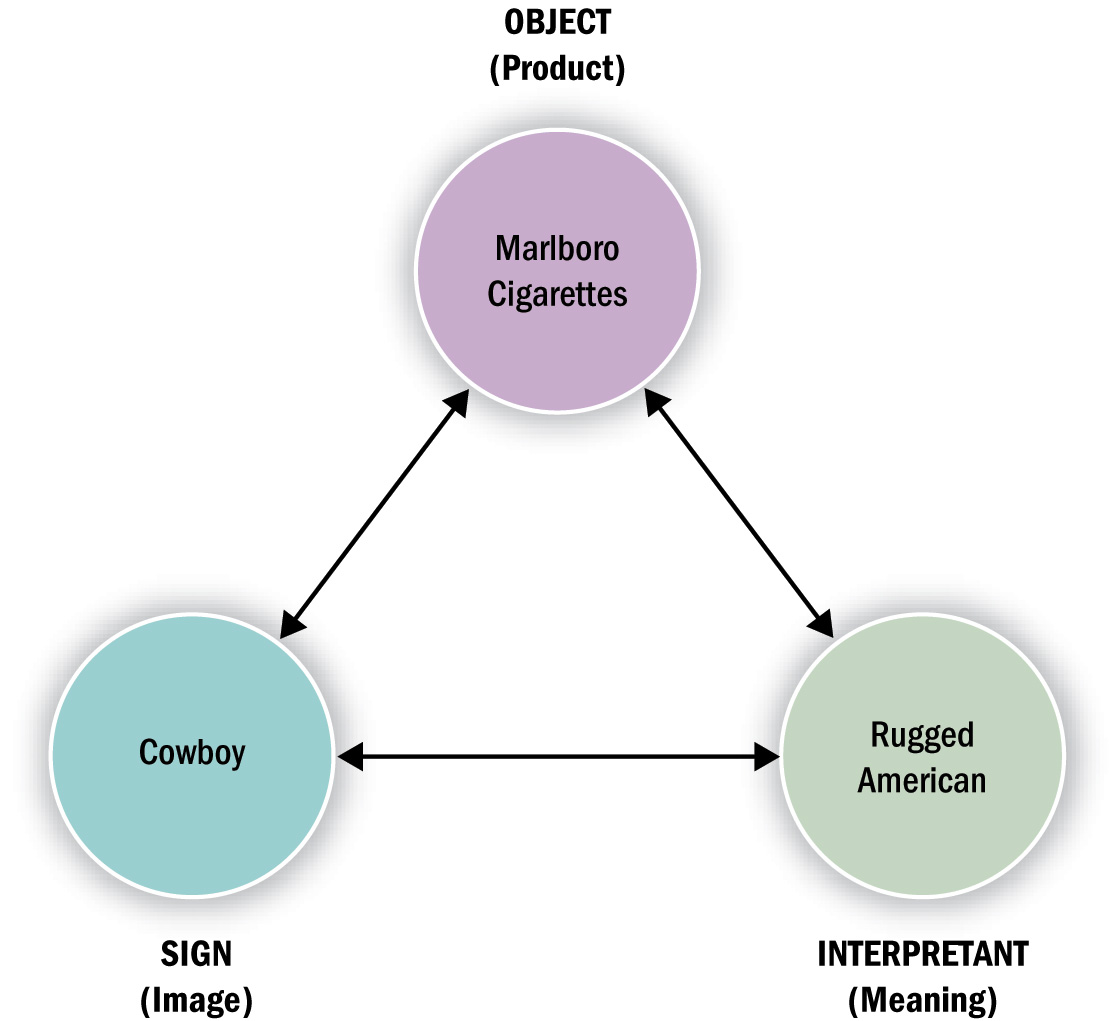 OBJECT
(Product)
Marlboro
Cigarettes
Cowboy
Rugged
American
SIGN
(Image)
INTERPRETANT
(Meaning)